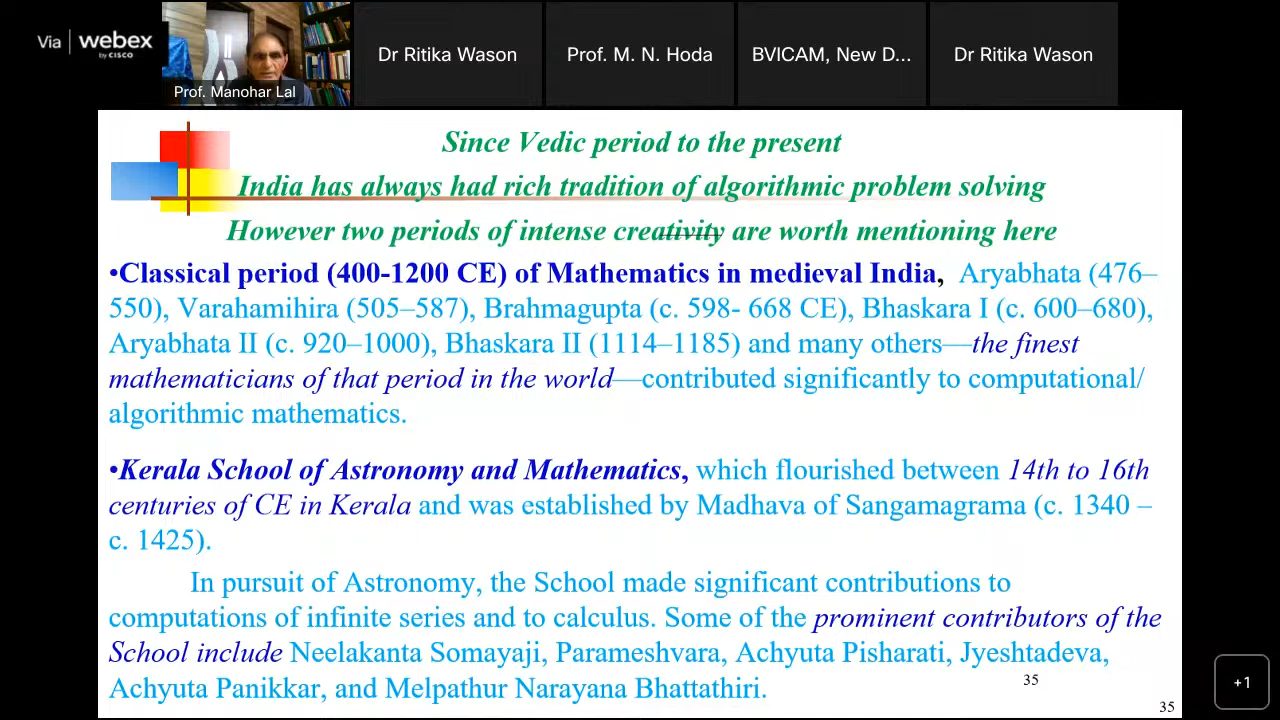 Via | webex
by CISCO
Prof. Manohar Lal
Dr Ritika Wason
Prof. M. N. Hoda
BVICAM, New D...
Dr Ritika Wason
Since Vedic period to the present
India has always had rich tradition of algorithmic problem solving
However two periods of intense creativity are worth mentioning here
•Classical period (400-1200 CE) of Mathematics in medieval India, Aryabhata (476–
550), Varahamihira (505–587), Brahmagupta (c. 598- 668 CE), Bhaskara I (c. 600–680),
Aryabhata II (c. 920–1000), Bhaskara II (1114–1185) and many others—the finest
mathematicians of that period in the world—contributed significantly to computational/
algorithmic mathematics.
•Kerala School of Astronomy and Mathematics, which flourished between 14th to 16th
centuries of CE in Kerala and was established by Madhava of Sangamagrama (c. 1340 –
c. 1425).
In pursuit of Astronomy, the School made significant contributions to
computations of infinite series and to calculus. Some of the prominent contributors of the
School include Neelakanta Somayaji, Parameshvara, Achyuta Pisharati, Jyeshtadeva,
Achyuta Panikkar, and Melpathur Narayana Bhattathiri.
35
35
+1